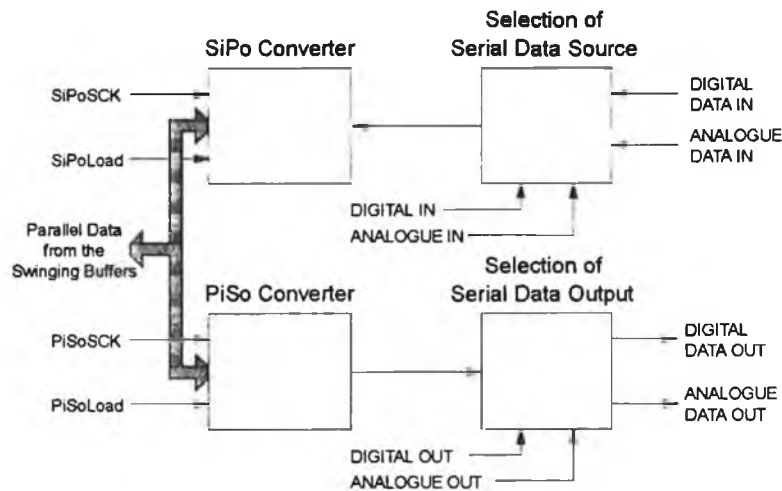 Selection of
Serial Data Source
SiPo Converter
SiPoSCK
SiPoLoad
DIGITAL
DATA IN
ANALOGUE
DATA IN
DIGITAL IN
ANALOGUE IN
Parallel Data
from the
Swinging Buffers
Selection of
Serial Data Output
PiSo Converter
PiSoSCK
PiSoLoad
DIGITAL
DATA OUT
ANALOGUE
DATA OUT
DIGITAL OUT
ANALOGUE OUT